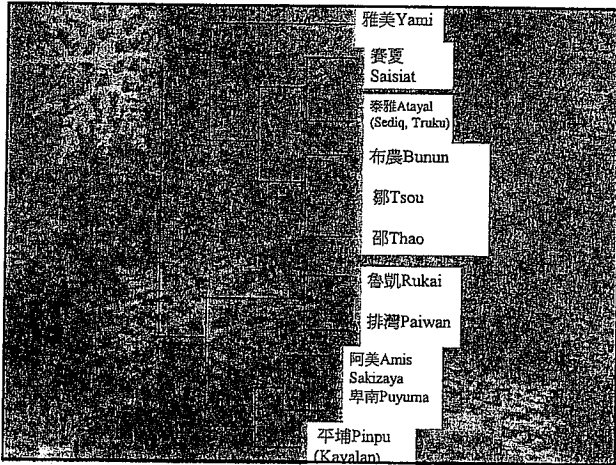 雅美Yami
賽夏
Saisiat
泰雅Atayal
(Sediq, Truku)
布農Bunun
鄒Tsou
邵Thao
魯凱Rukai
排灣Paiwan
阿美Amis
Sakizaya
卑南Puyuma
平埔Pinpu
(Kavalan)